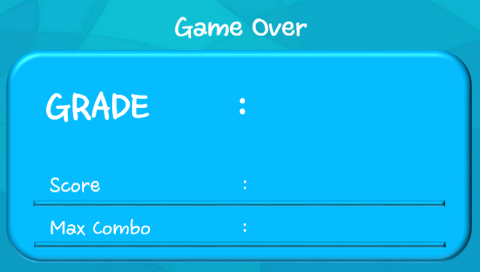 Game Over
GRADE :
Score :
Max Combo :